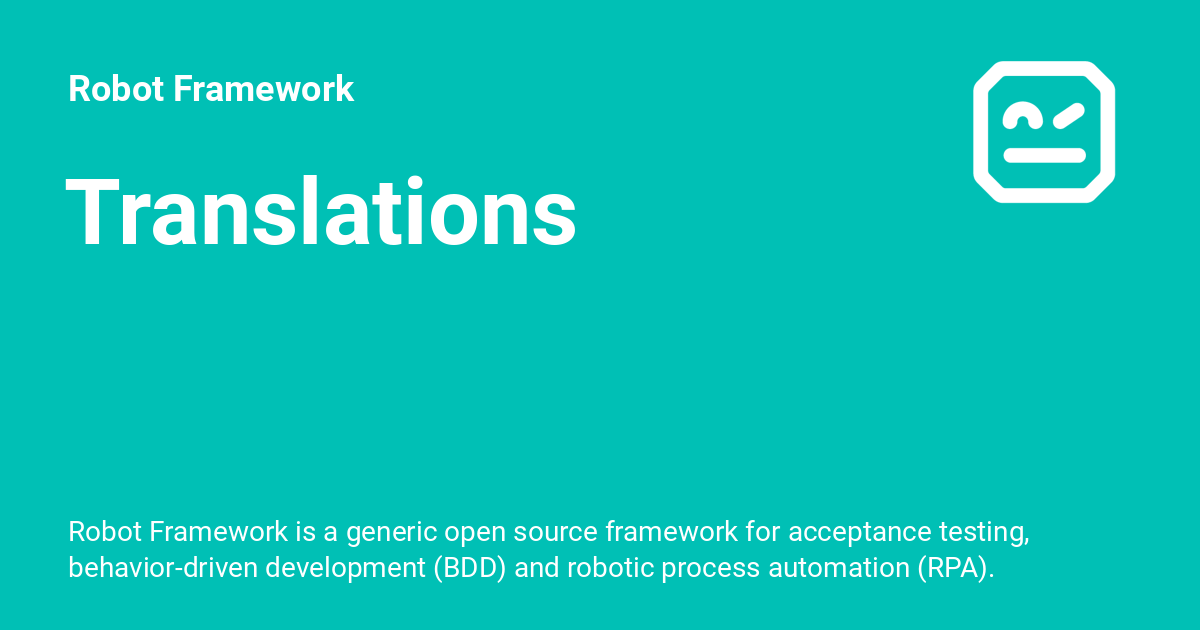 Robot Framework
Translations
Robot Framework is a generic open source framework for acceptance testing,
behavior-driven development (BDD) and robotic process automation (RPA).